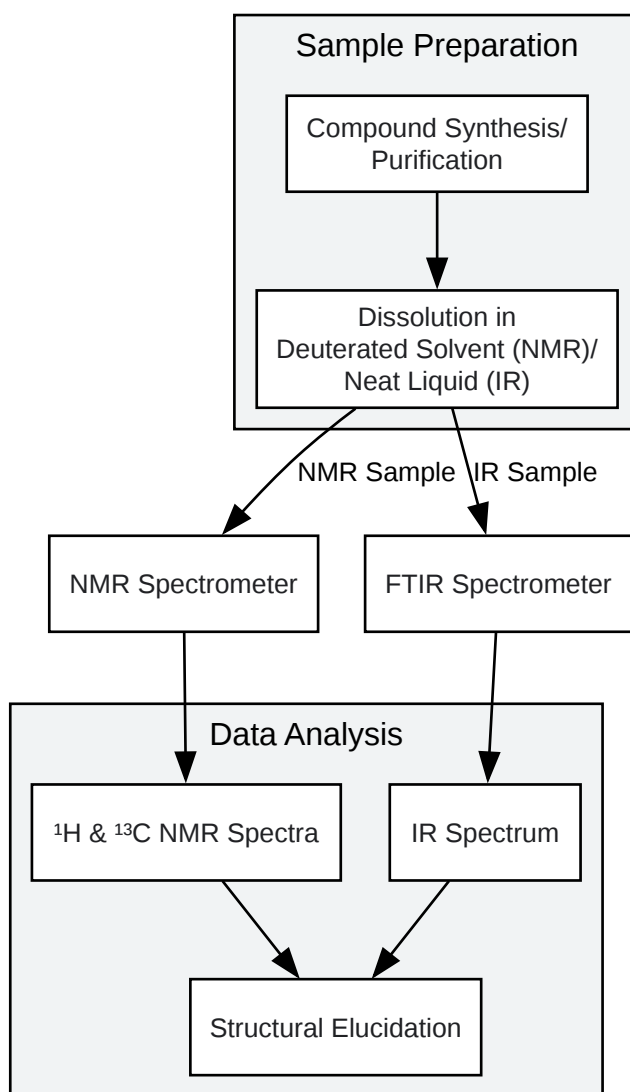 Sample Preparation
Compound Synthesis/
Purification
Dissolution in
Deuterated Solvent (NMR)/
Neat Liquid (IR)
NMR Sample
IR Sample
NMR Spectrometer
FTIR Spectrometer
Data Analysis
¹H & ¹³C NMR Spectra
IR Spectrum
Structural Elucidation